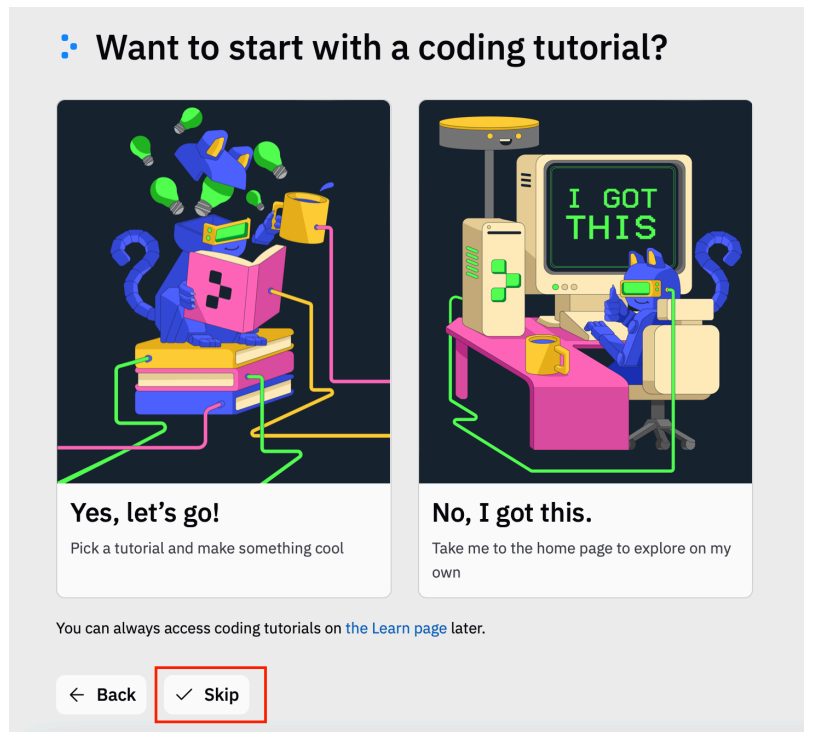 Want to start with a coding tutorial?
I GOT
THIS
Yes, let's go!
Pick a tutorial and make something cool
No, I got this.
Take me to the home page to explore on my
own
You can always access coding tutorials on the Learn page later.
Back
Skip